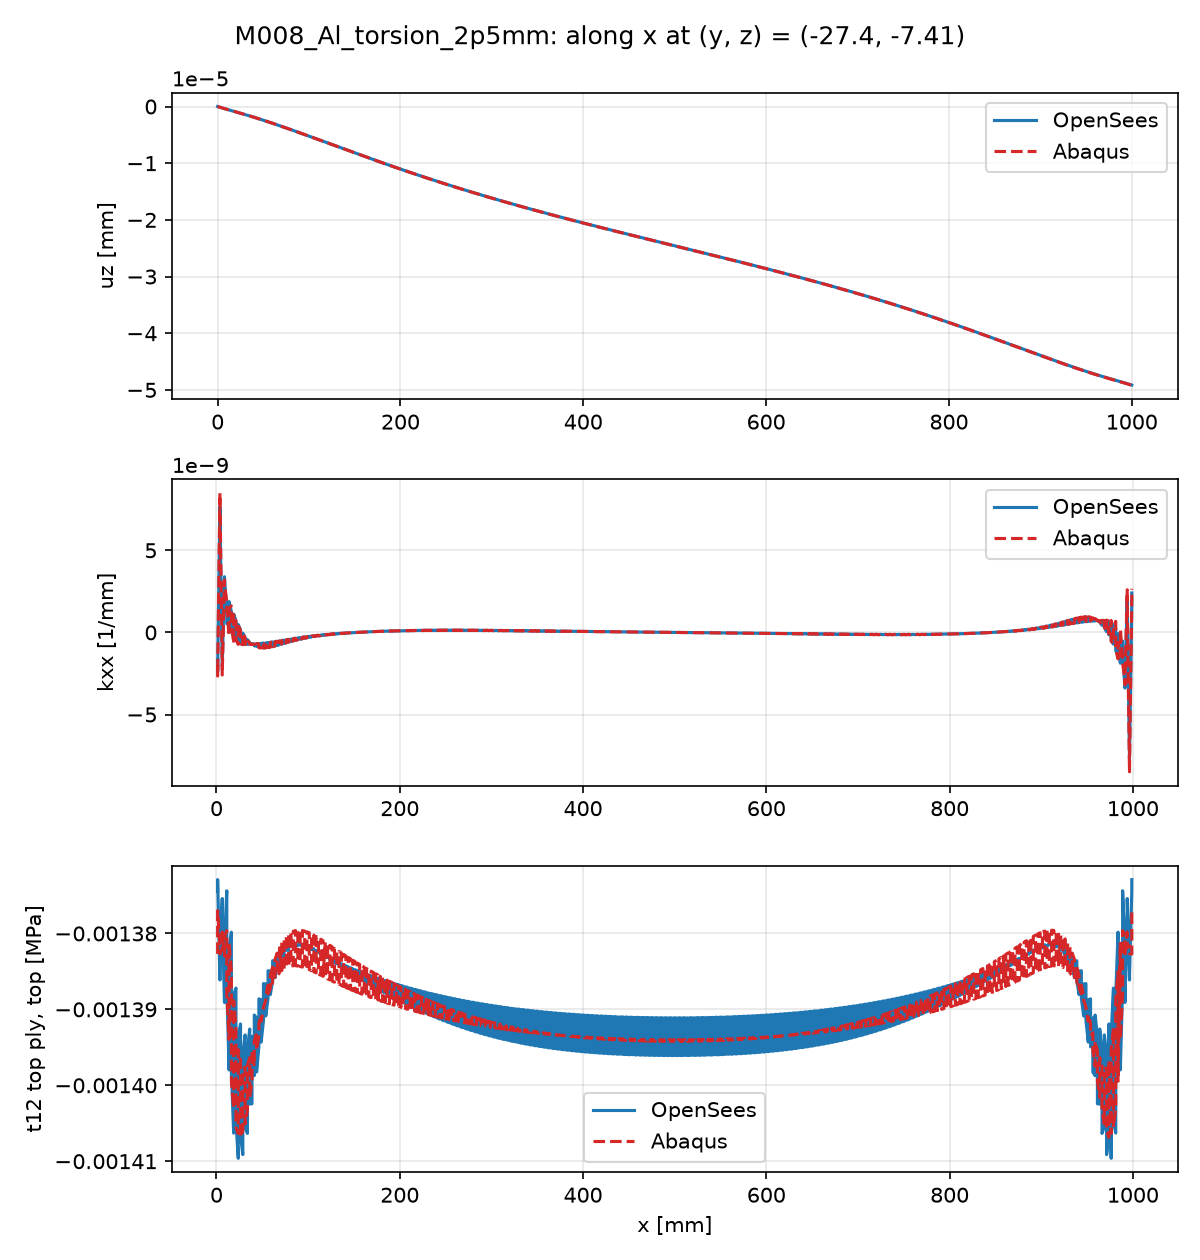 M008_Al_torsion_2p5mm: along x at (y, z) = (-27.4, -7.41)
1e−5
0
−1
−2
−3
−4
−5
uz [mm]
OpenSees
Abaqus
0 200 400 600 800 1000
1e−9
5
0
−5
kxx [1/mm]
OpenSees
Abaqus
0 200 400 600 800 1000
−0.00138
−0.00139
−0.00140
−0.00141
t12 top ply, top [MPa]
OpenSees
Abaqus
0 200 400 600 800 1000
x [mm]